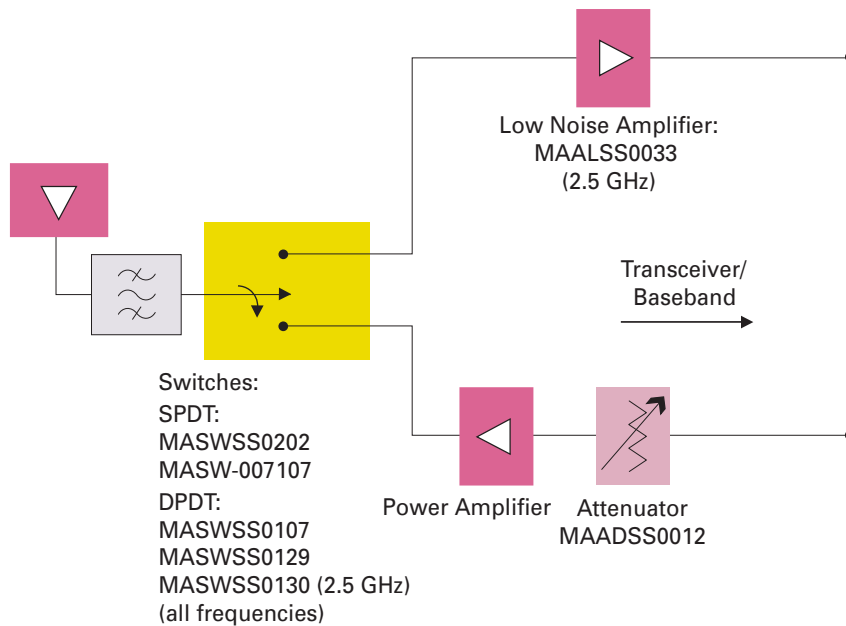 Low Noise Amplifier:
MAALSS0033
(2.5 GHz)
Transceiver/
Baseband
Switches:
SPDT:
MASWSS0202
MASW-007107
DPDT:
MASWSS0107
MASWSS0129
MASWSS0130 (2.5 GHz)
(all frequencies)
Power Amplifier
Attenuator
MAADSS0012